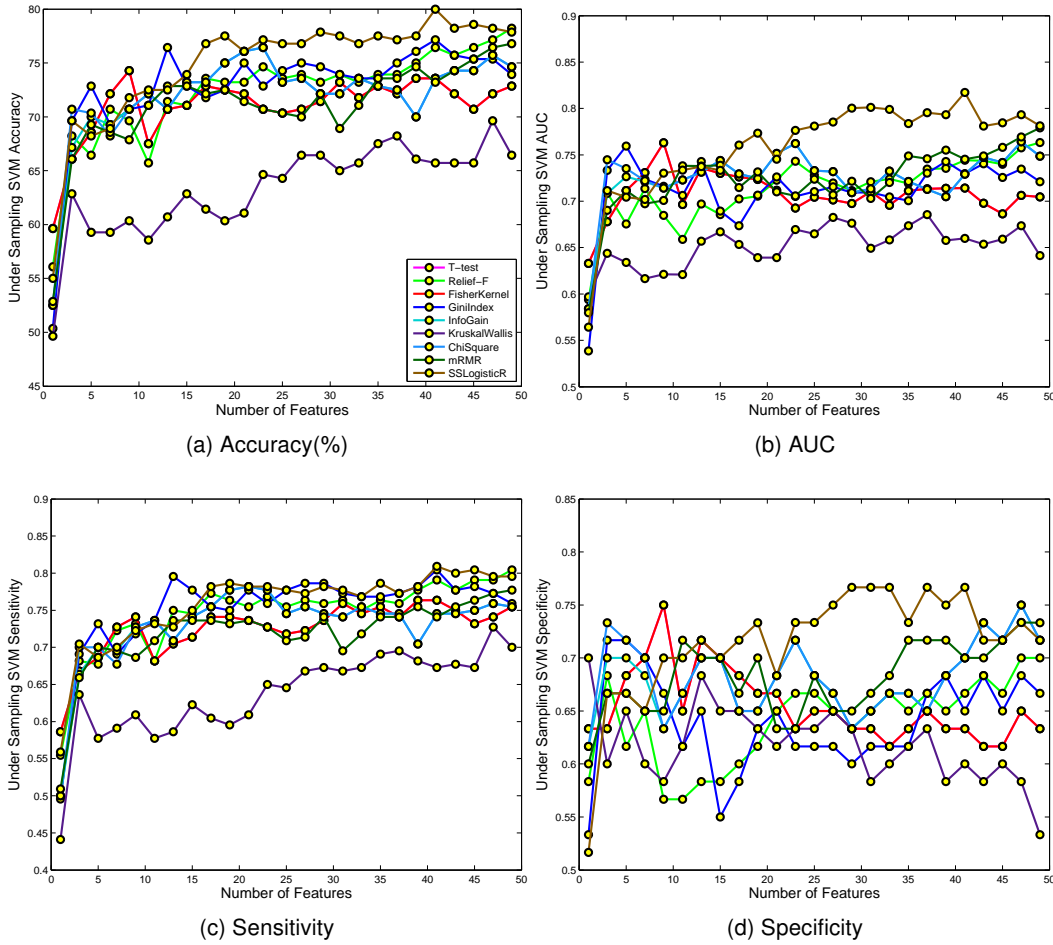 80
75
70
65
60
55
50
45
0 5 10 15 20 25 30 35 40 45 50
Under Sampling SVM Accuracy
Number of Features
T−test
Relief−F
FisherKernel
GiniIndex
InfoGain
KruskalWallis
ChiSquare
mRMR
SSLogisticR
(a) Accuracy(%)
0.9
0.85
0.8
0.75
0.7
0.65
0.6
0.55
0.5
0 5 10 15 20 25 30 35 40 45 50
Under Sampling SVM AUC
Number of Features
(b) AUC
0.9
0.85
0.8
0.75
0.7
0.65
0.6
0.55
0.5
0.45
0.4
0 5 10 15 20 25 30 35 40 45 50
Under Sampling SVM Sensitivity
Number of Features
(c) Sensitivity
0.85
0.8
0.75
0.7
0.65
0.6
0.55
0.5
0 5 10 15 20 25 30 35 40 45 50
Under Sampling SVM Specificity
Number of Features
(d) Specificity